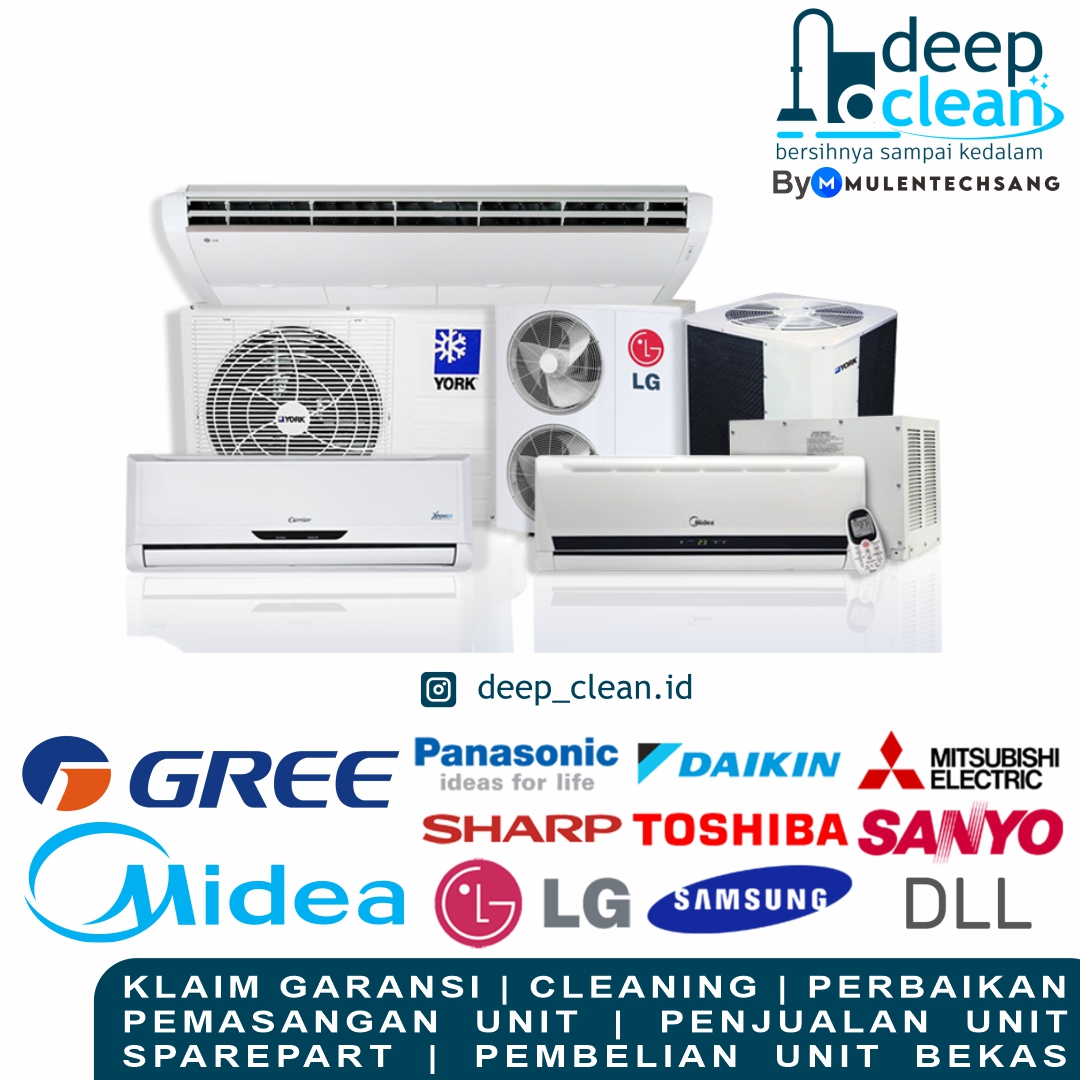 deep
clean
bersihnya sampai kedalam
By M MULENTECHSANG
YORK
LG
YORK
YORK
Carrier
Midea
deep_clean.id
GREE
Panasonic
ideas for life
DAIKIN
MITSUBISHI
ELECTRIC
SHARP
TOSHIBA
SANYO
Midea
LG
SAMSUNG
DLL
KLAIM GARANSI | CLEANING | PERBAIKAN
PEMASANGAN UNIT | PENJUALAN UNIT
SPAREPART | PEMBELIAN UNIT BEKAS